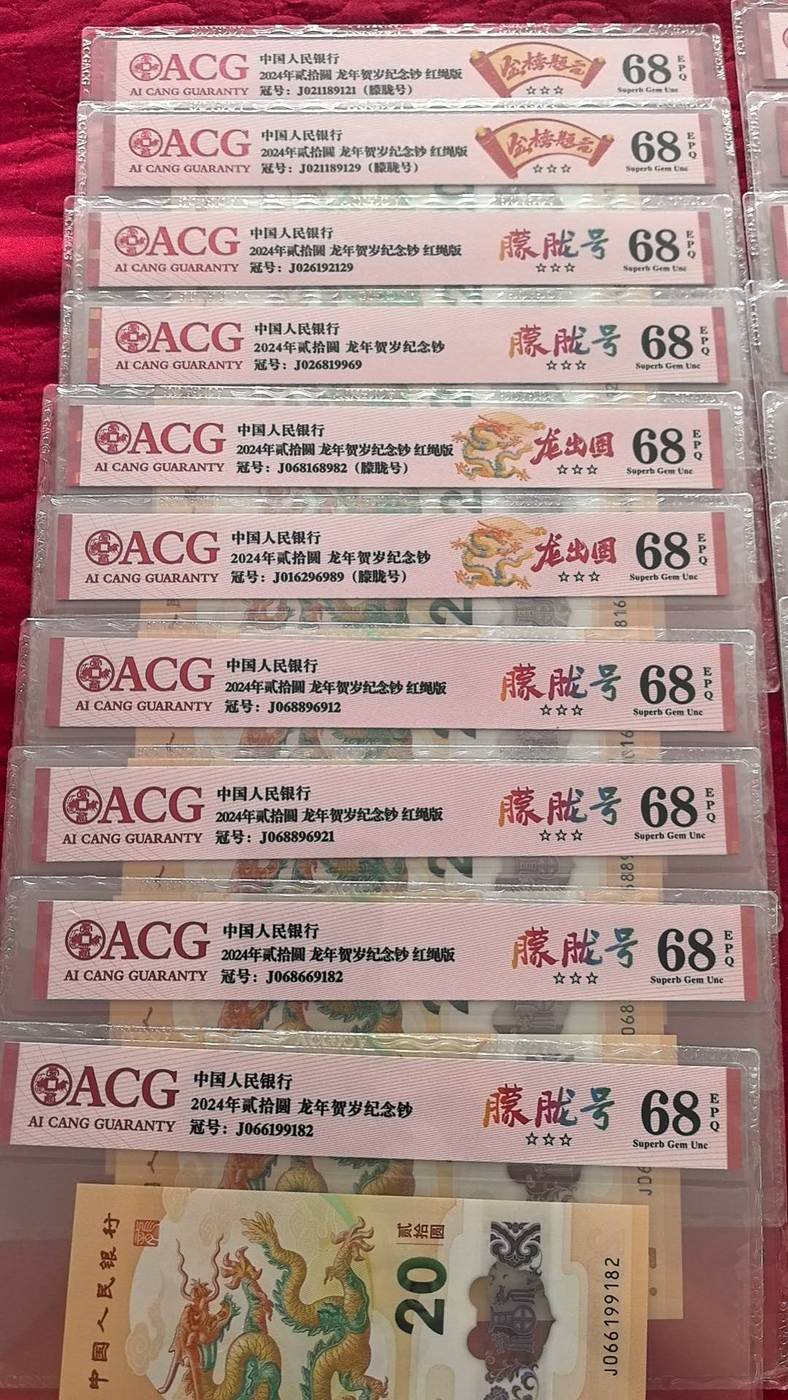 ACG
AI CANG GUARANTY
中国人民银行
2024年贰拾圆 龙年贺岁纪念钞 红绳版
冠号：J021189121（朦胧号）
金榜题名
☆☆☆
68
EPQ
Superb Gem Unc
ACG
AI CANG GUARANTY
中国人民银行
2024年贰拾圆 龙年贺岁纪念钞 红绳版
冠号：J021189129（朦胧号）
金榜题名
☆☆☆
68
EPQ
Superb Gem Unc
ACG
AI CANG GUARANTY
中国人民银行
2024年贰拾圆 龙年贺岁纪念钞 红绳版
冠号：J026192129
朦胧号
☆☆☆
68
EPQ
Superb Gem Unc
ACG
AI CANG GUARANTY
中国人民银行
2024年贰拾圆 龙年贺岁纪念钞
冠号：J026819969
朦胧号
☆☆☆
68
EPQ
Superb Gem Unc
ACG
AI CANG GUARANTY
中国人民银行
2024年贰拾圆 龙年贺岁纪念钞 红绳版
冠号：J068168982（朦胧号）
龙出圆
☆☆☆
68
EPQ
Superb Gem Unc
ACG
AI CANG GUARANTY
中国人民银行
2024年贰拾圆 龙年贺岁纪念钞
冠号：J016296989（朦胧号）
龙出圆
☆☆☆
68
EPQ
Superb Gem Unc
ACG
AI CANG GUARANTY
中国人民银行
2024年贰拾圆 龙年贺岁纪念钞 红绳版
冠号：J068896912
朦胧号
☆☆☆
68
EPQ
Superb Gem Unc
ACG
AI CANG GUARANTY
中国人民银行
2024年贰拾圆 龙年贺岁纪念钞 红绳版
冠号：J068896921
朦胧号
☆☆☆
68
EPQ
Superb Gem Unc
ACG
AI CANG GUARANTY
中国人民银行
2024年贰拾圆 龙年贺岁纪念钞 红绳版
冠号：J068669182
朦胧号
☆☆☆
68
EPQ
Superb Gem Unc
ACG
AI CANG GUARANTY
中国人民银行
2024年贰拾圆 龙年贺岁纪念钞
冠号：J066199182
朦胧号
☆☆☆
68
EPQ
Superb Gem Unc
中国人民银行
贰拾圆
20
J066199182